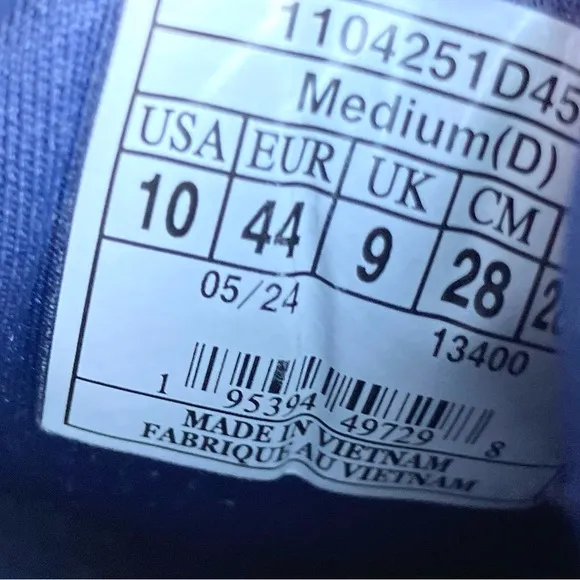 1104251D45
Medium(D)
USA EUR UK CM
10 44 9 28
05/24
13400
1 95394 49729 8
MADE IN VIETNAM
FABRIQUE AU VIETNAM